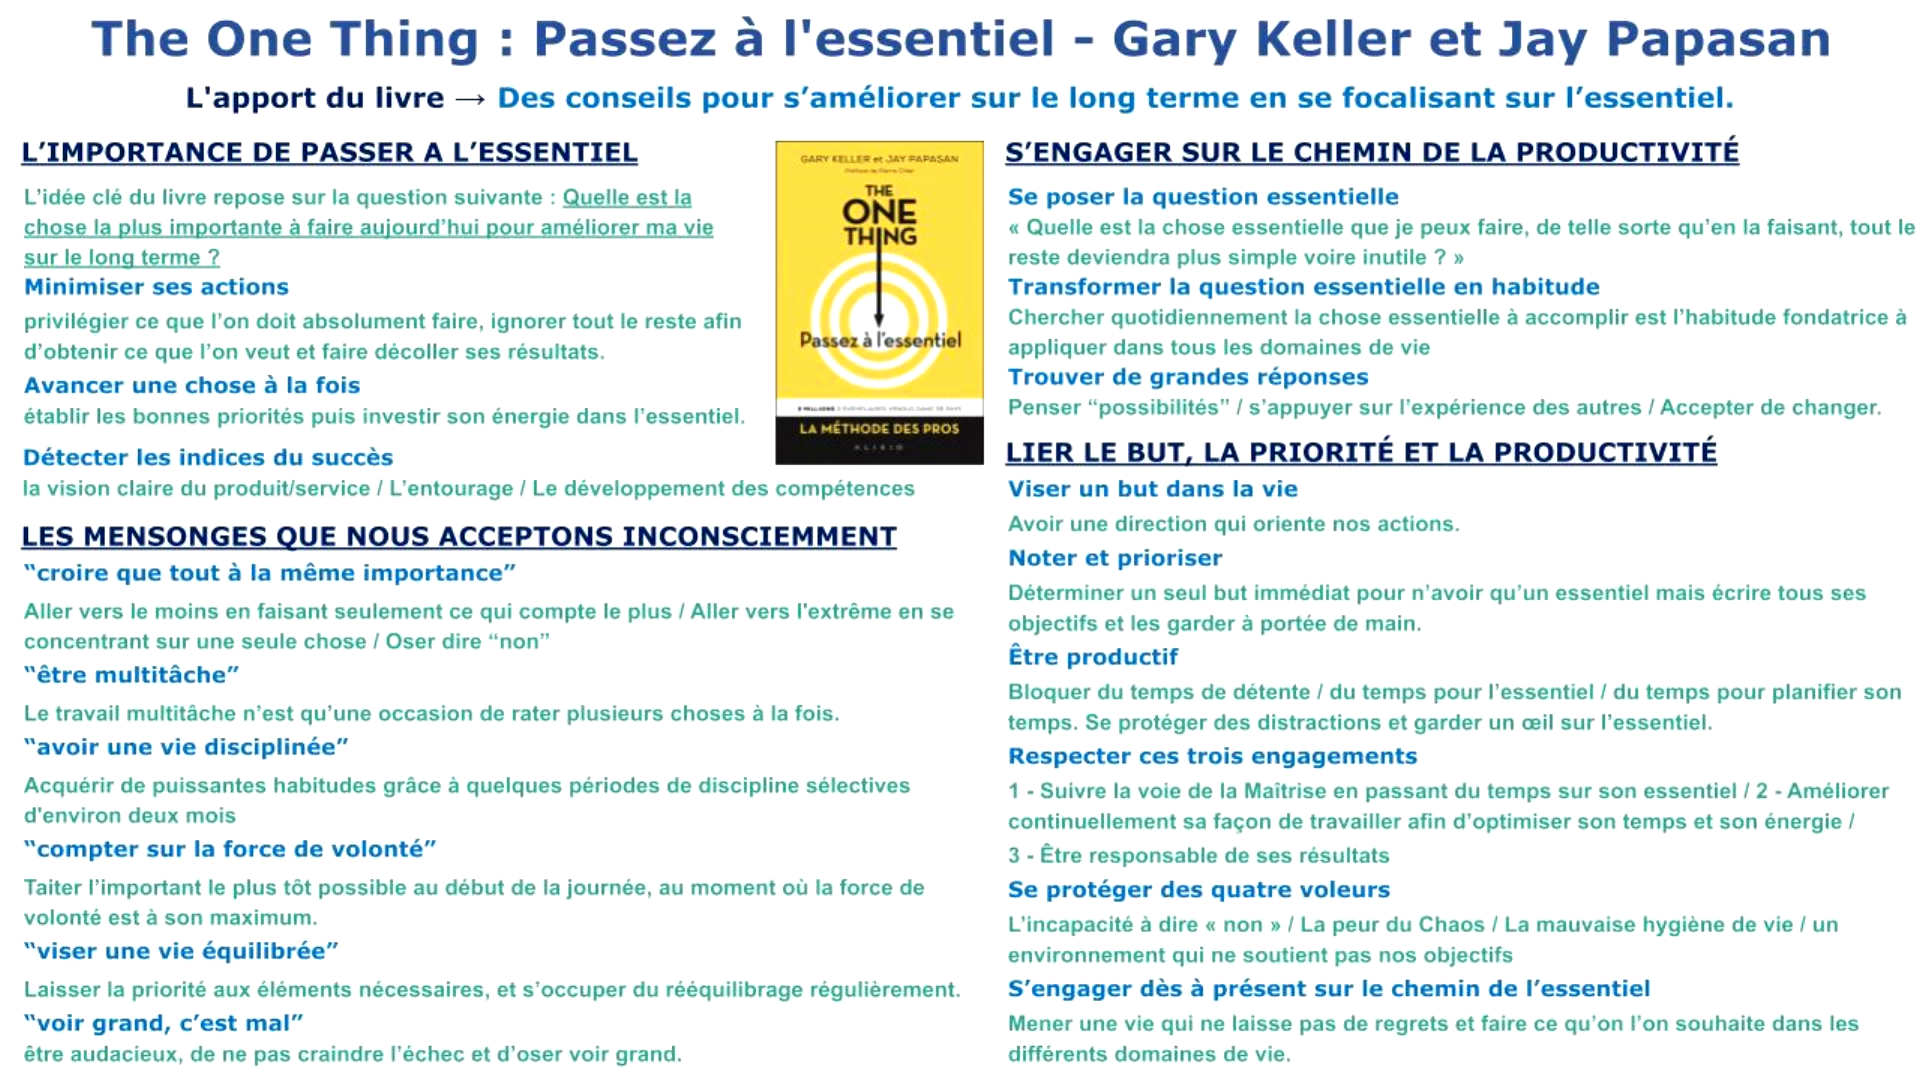 The One Thing : Passez à l'essentiel - Gary Keller et Jay Papasan
L'apport du livre → Des conseils pour s’améliorer sur le long terme en se focalisant sur l’essentiel.
L’IMPORTANCE DE PASSER A L’ESSENTIEL
L’idée clé du livre repose sur la question suivante : Quelle est la
chose la plus importante à faire aujourd’hui pour améliorer ma vie
sur le long terme ?
Minimiser ses actions
privilégier ce que l’on doit absolument faire, ignorer tout le reste afin
d’obtenir ce que l’on veut et faire décoller ses résultats.
Avancer une chose à la fois
établir les bonnes priorités puis investir son énergie dans l’essentiel.
Détecter les indices du succès
la vision claire du produit/service / L’entourage / Le développement des compétences
LES MENSONGES QUE NOUS ACCEPTONS INCONSCIEMMENT
“croire que tout à la même importance”
Aller vers le moins en faisant seulement ce qui compte le plus / Aller vers l'extrême en se
concentrant sur une seule chose / Oser dire “non”
“être multitâche”
Le travail multitâche n’est qu’une occasion de rater plusieurs choses à la fois.
“avoir une vie disciplinée”
Acquérir de puissantes habitudes grâce à quelques périodes de discipline sélectives
d'environ deux mois
“compter sur la force de volonté”
Taiter l’important le plus tôt possible au début de la journée, au moment où la force de
volonté est à son maximum.
“viser une vie équilibrée”
Laisser la priorité aux éléments nécessaires, et s’occuper du rééquilibrage régulièrement.
“voir grand, c’est mal”
être audacieux, de ne pas craindre l’échec et d’oser voir grand.
GARY KELLER et JAY PAPASAN
THE
ONE
THING
Passez à l'essentiel
LA MÉTHODE DES PROS
ALISIO
S’ENGAGER SUR LE CHEMIN DE LA PRODUCTIVITÉ
Se poser la question essentielle
« Quelle est la chose essentielle que je peux faire, de telle sorte qu’en la faisant, tout le
reste deviendra plus simple voire inutile ? »
Transformer la question essentielle en habitude
Chercher quotidiennement la chose essentielle à accomplir est l’habitude fondatrice à
appliquer dans tous les domaines de vie
Trouver de grandes réponses
Penser “possibilités” / s’appuyer sur l’expérience des autres / Accepter de changer.
LIER LE BUT, LA PRIORITÉ ET LA PRODUCTIVITÉ
Viser un but dans la vie
Avoir une direction qui oriente nos actions.
Noter et prioriser
Déterminer un seul but immédiat pour n’avoir qu’un essentiel mais écrire tous ses
objectifs et les garder à portée de main.
Être productif
Bloquer du temps de détente / du temps pour l’essentiel / du temps pour planifier son
temps. Se protéger des distractions et garder un œil sur l’essentiel.
Respecter ces trois engagements
1 - Suivre la voie de la Maîtrise en passant du temps sur son essentiel / 2 - Améliorer
continuellement sa façon de travailler afin d’optimiser son temps et son énergie /
3 - Être responsable de ses résultats
Se protéger des quatre voleurs
L’incapacité à dire « non » / La peur du Chaos / La mauvaise hygiène de vie / un
environnement qui ne soutient pas nos objectifs
S’engager dès à présent sur le chemin de l’essentiel
Mener une vie qui ne laisse pas de regrets et faire ce qu’on l’on souhaite dans les
différents domaines de vie.